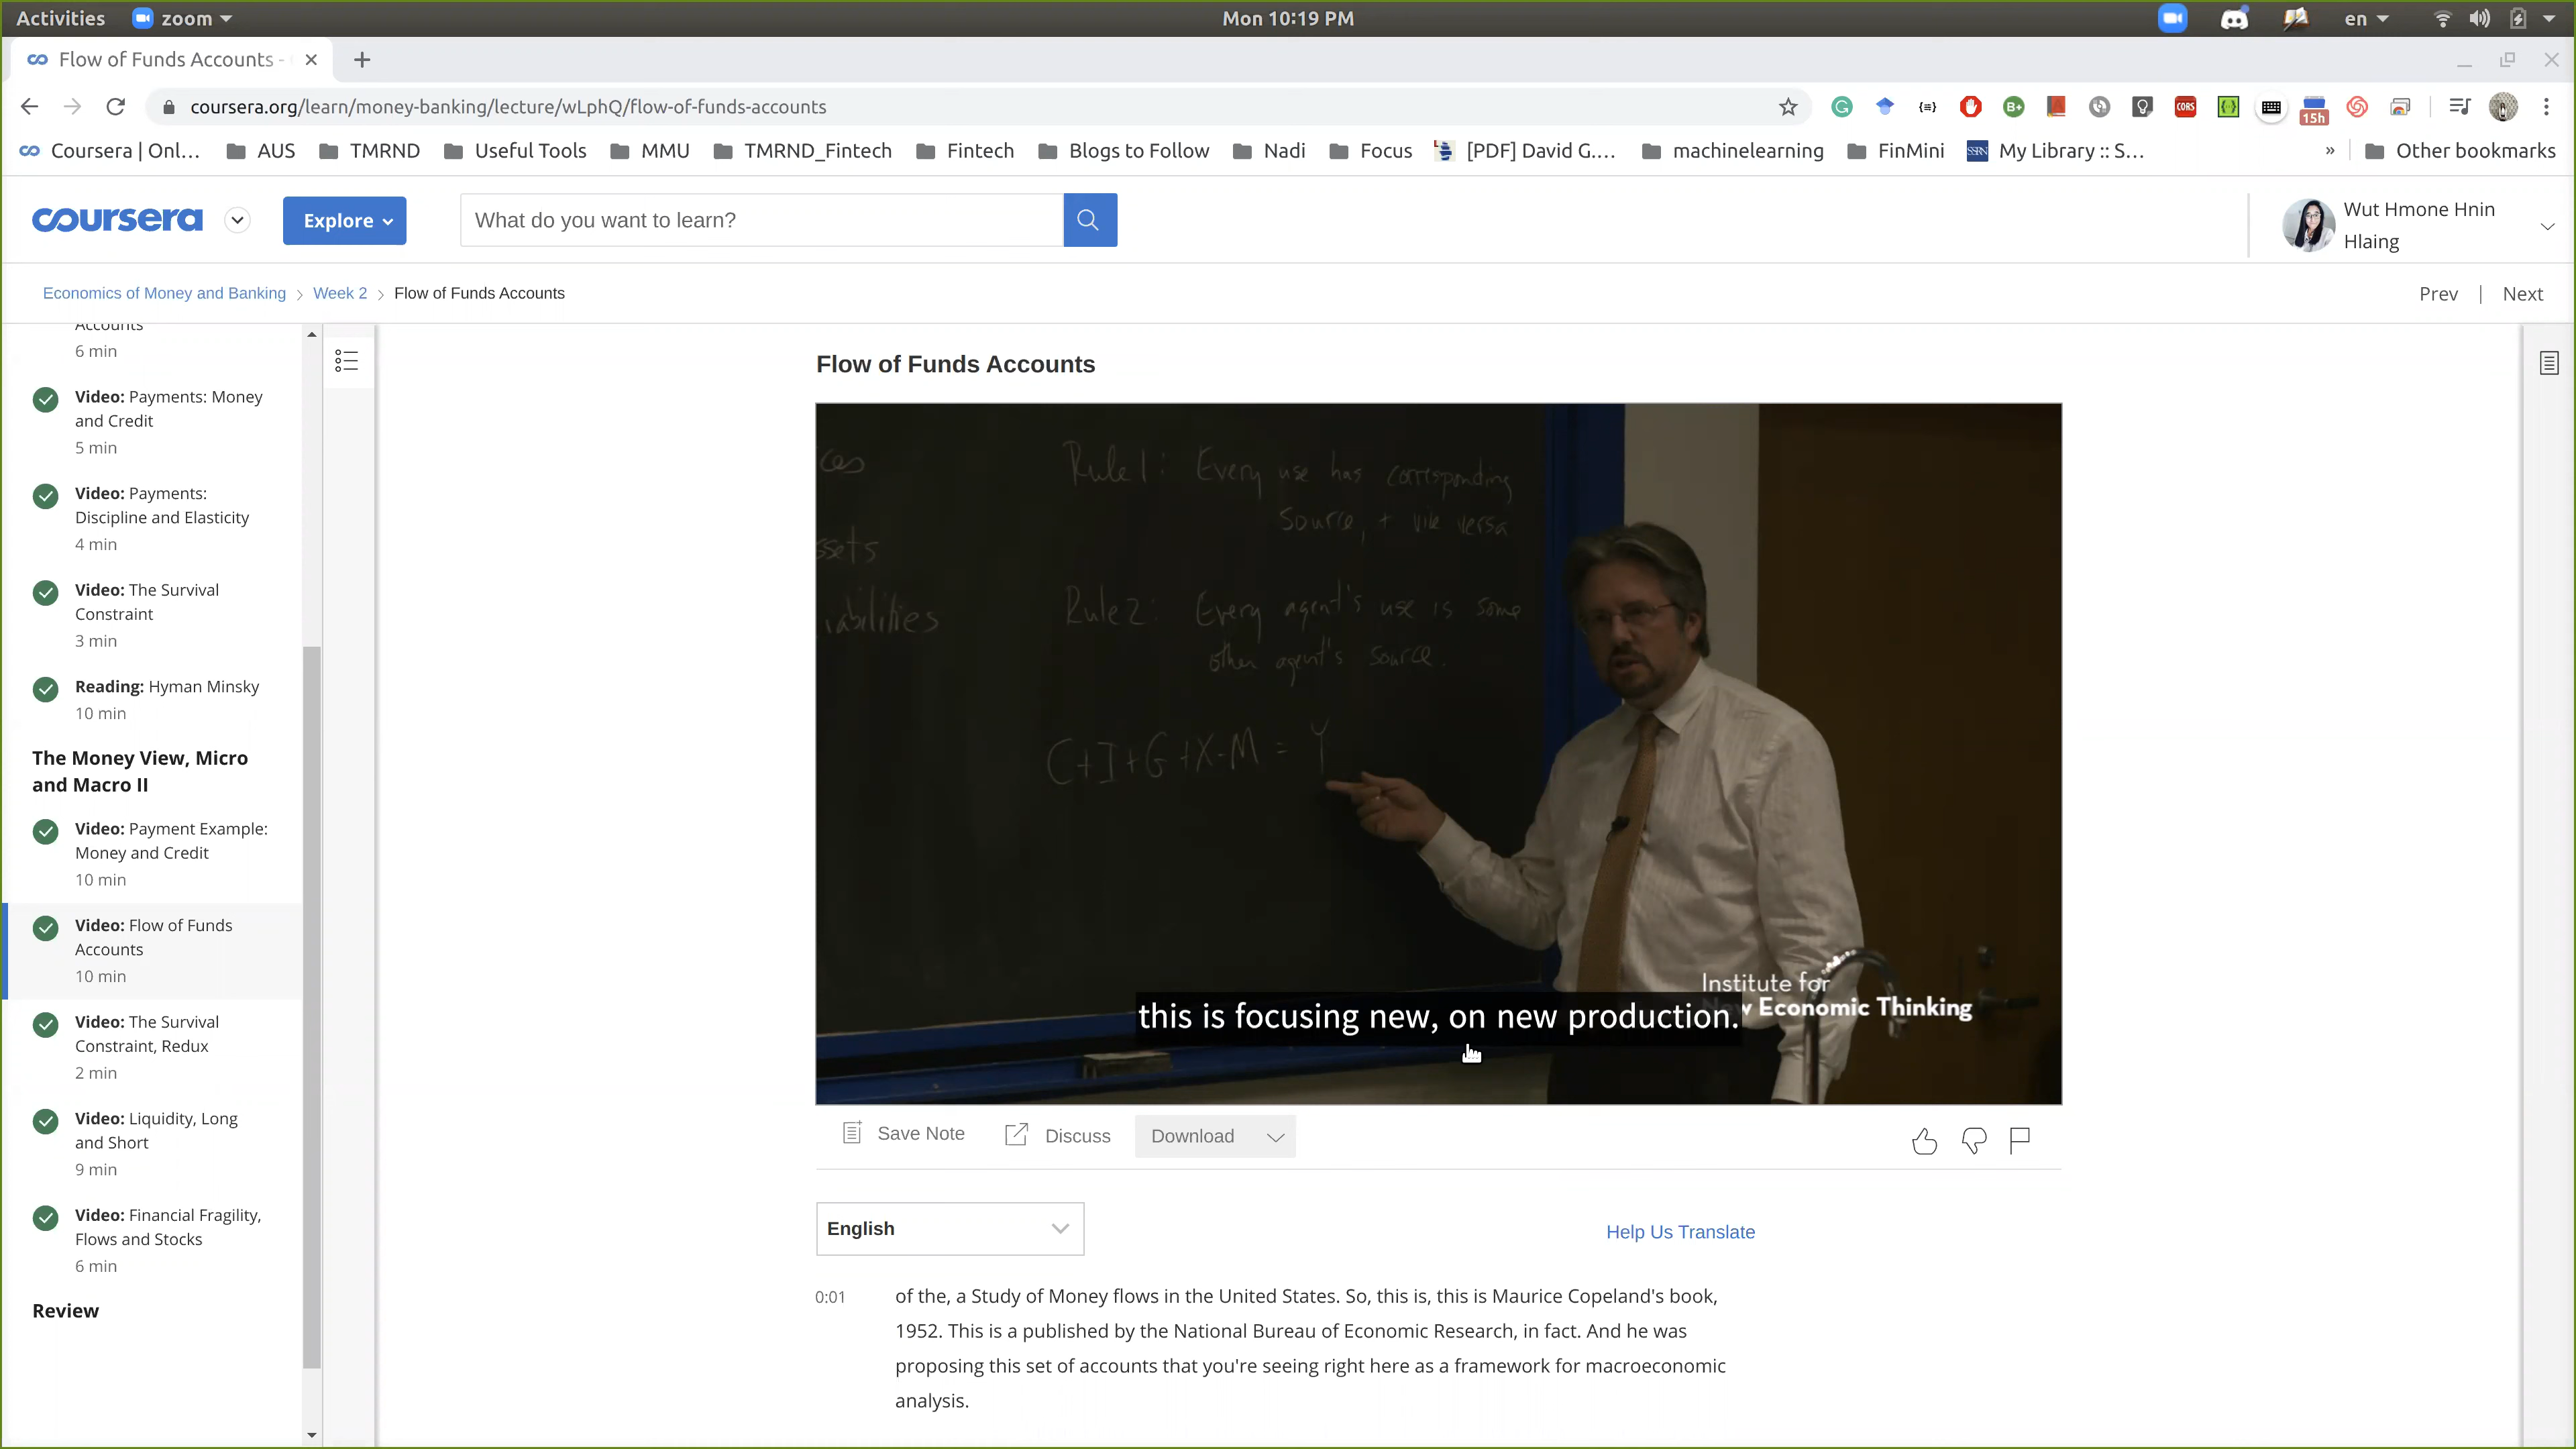 Activities
zoom
Mon 10:19 PM
en
Flow of Funds Accounts -
coursera.org/learn/money-banking/lecture/wLphQ/flow-of-funds-accounts
CORS
15h
Coursera | Onl...
AUS
TMRND
Useful Tools
MMU
TMRND_Fintech
Fintech
Blogs to Follow
Nadi
Focus
[PDF] David G....
machinelearning
FinMini
SSRN
My Library :: S...
»
Other bookmarks
coursera
Explore
What do you want to learn?
Wut Hmone Hnin
Hlaing
Economics of Money and Banking > Week 2 > Flow of Funds Accounts
Prev | Next
Accounts
6 min
Video: Payments: Money
and Credit
5 min
Video: Payments:
Discipline and Elasticity
4 min
Video: The Survival
Constraint
3 min
Reading: Hyman Minsky
10 min
The Money View, Micro
and Macro II
Video: Payment Example:
Money and Credit
10 min
Video: Flow of Funds
Accounts
10 min
Video: The Survival
Constraint, Redux
2 min
Video: Liquidity, Long
and Short
9 min
Video: Financial Fragility,
Flows and Stocks
6 min
Review
Flow of Funds Accounts
ces
ssets
iabilities
Rule 1: Every use has corresponding
source, + vice versa
Rule 2: Every agent's use is some
other agent's source.
C+I+G+X-M = Y
Institute for
Economic Thinking
this is focusing new, on new production.
Save Note
Discuss
Download
English
Help Us Translate
0:01
of the, a Study of Money flows in the United States. So, this is, this is Maurice Copeland's book,
1952. This is a published by the National Bureau of Economic Research, in fact. And he was
proposing this set of accounts that you're seeing right here as a framework for macroeconomic
analysis.